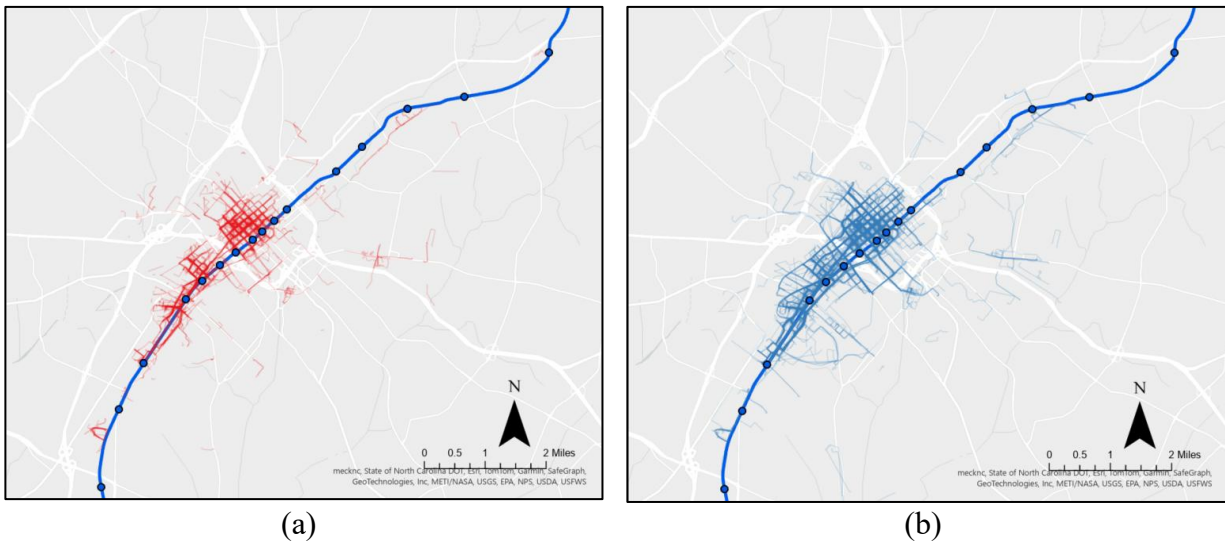 N
0 0.5 1 2 Miles
mecknc, State of North Carolina DOT, Esri, TomTom, Garmin, SafeGraph,
GeoTechnologies, Inc, METI/NASA, USGS, EPA, NPS, USDA, USFWS
(a)
N
0 0.5 1 2 Miles
mecknc, State of North Carolina DOT, Esri, TomTom, Garmin, SafeGraph,
GeoTechnologies, Inc, METI/NASA, USGS, EPA, NPS, USDA, USFWS
(b)